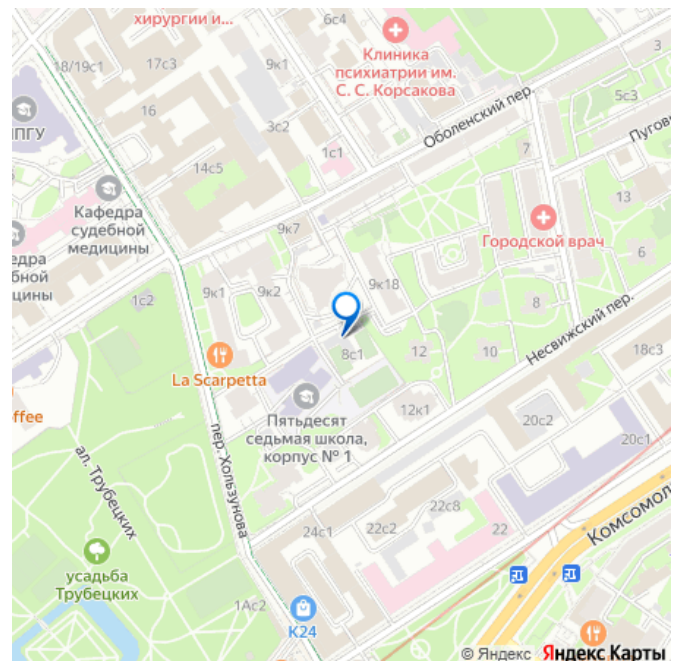 хирургии и...
6с4
Клиника
психиатрии им.
С. С. Корсакова
3
18/19с1
17с3
9к1
5с3
16
3с2
Оболенский пер.
Пугов
ПГУ
1с1
7
14с5
13
Кафедра
судебной
медицины
9к7
Городской врач
6
едра
бной
цины
1с2
9к1
9к2
9к18
8
Несвижский пер.
8с1
12
10
18с3
La Scarpetta
ffee
Пятьдесят
седьмая школа,
корпус № 1
12к1
20с2
20с1
ал. Трубецких
пер. Хользунова
22с8
24с1
22с2
22
Комсомол
усадьба
Трубецких
1Ас2
К24
© Яндекс Яндекс Карты